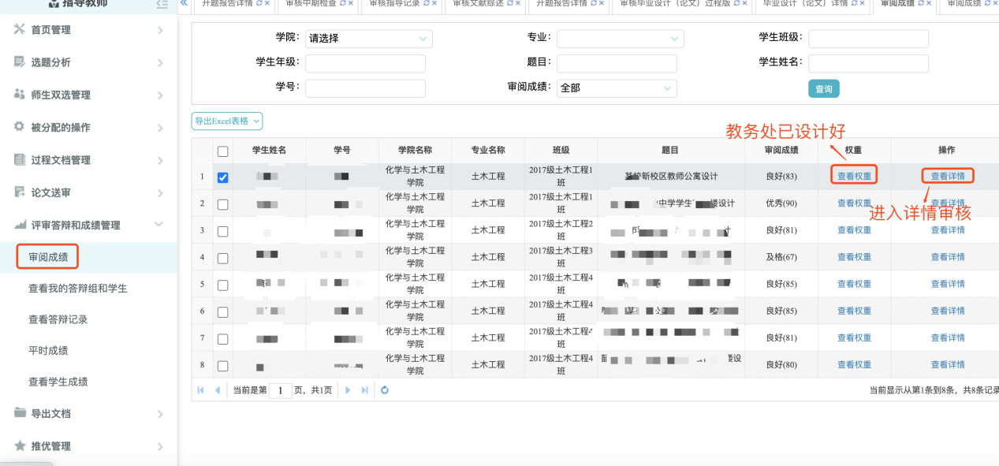 指导教师
开题报告详情 审核中期检查 审核指导记录 审核文献综述 开题报告详情 审核毕业设计（论文）过程版 毕业设计（论文）详情 审阅成绩 审阅成绩
首页管理
选题分析
师生双选管理
被分配的操作
过程文档管理
论文送审
评审答辩和成绩管理
审阅成绩
查看我的答辩组和学生
查看答辩记录
平时成绩
查看学生成绩
导出文档
推优管理
学院： 请选择 专业： 学生班级：
学生年级： 题目： 学生姓名：
学号： 审阅成绩： 全部 查询
导出Excel表格
教务处已设计好
学生姓名 学号 学院名称 专业名称 班级 题目 审阅成绩 权重 操作
1 化学与土木工程学院 土木工程 2017级土木工程1班 新校区教师公寓设计 良好(83) 查看权重 查看详情
2 化学与土木工程学院 土木工程 2017级土木工程1班 中学学生 楼设计 优秀(90) 查看权重 查看详情
进入详情审核
3 化学与土木工程学院 土木工程 2017级土木工程2班 良好(81) 查看权重 查看详情
4 化学与土木工程学院 土木工程 2017级土木工程3班 及格(67) 查看权重 查看详情
5 化学与土木工程学院 土木工程 2017级土木工程4班 良好(85) 查看权重 查看详情
6 化学与土木工程学院 土木工程 2017级土木工程4班 良好(85) 查看权重 查看详情
7 化学与土木工程学院 土木工程 2017级土木工程4班 良好(81) 查看权重 查看详情
8 化学与土木工程学院 土木工程 2017级土木工程4班 楼设 良好(80) 查看权重 查看详情
当前是第 1 页，共1页 当前显示从第1条到8条，共8条记录